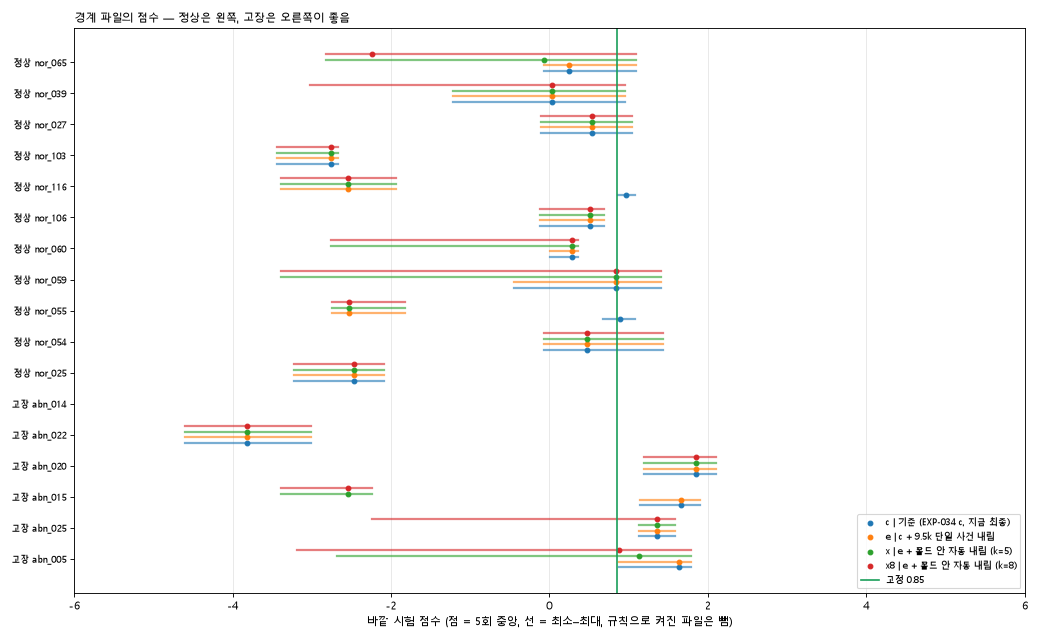 경계 파일의 점수 — 정상은 왼쪽, 고장은 오른쪽이 좋음
정상 nor_065
정상 nor_039
정상 nor_027
정상 nor_103
정상 nor_116
정상 nor_106
정상 nor_060
정상 nor_059
정상 nor_055
정상 nor_054
정상 nor_025
고장 abn_014
고장 abn_022
고장 abn_020
고장 abn_015
고장 abn_025
고장 abn_005
c | 기준 (EXP-034 c, 지금 최종)
e | c + 9.5k 단일 사건 내림
x | e + 폴드 안 자동 내림 (k=5)
x8 | e + 폴드 안 자동 내림 (k=8)
고정 0.85
-6 -4 -2 0 2 4 6
바깥 시험 점수 (점 = 5회 중앙, 선 = 최소–최대, 규칙으로 켜진 파일은 뺌)